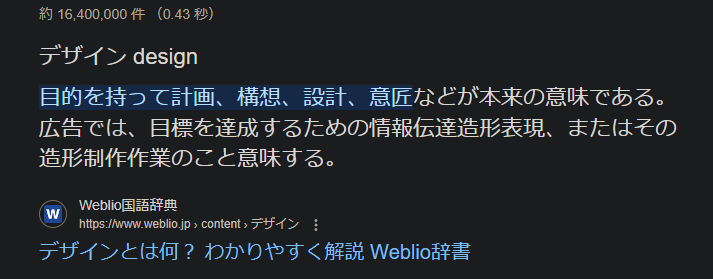 約 16,400,000 件 （0.43 秒）
デザイン design
目的を持って計画、構想、設計、意匠などが本来の意味である。
広告では、目標を達成するための情報伝達造形表現、またはその
造形制作作業のこと意味する。
W
Weblio国語辞典
https://www.weblio.jp › content › デザイン
デザインとは何？ わかりやすく解説 Weblio辞書